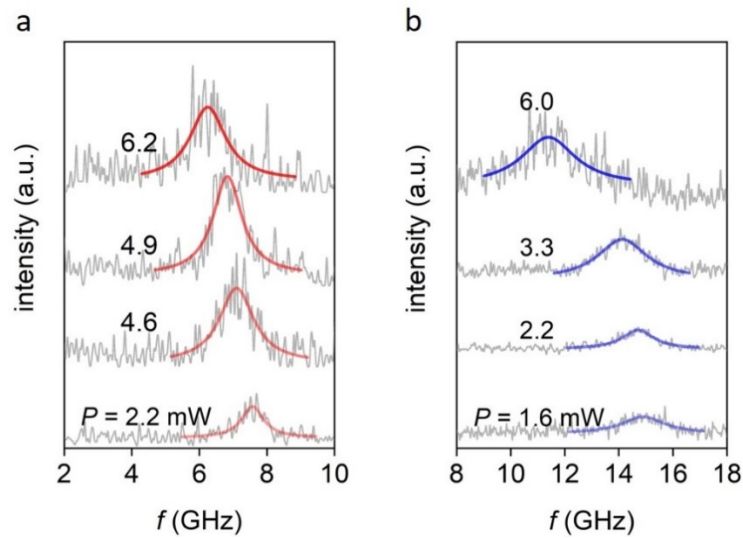 a
intensity (a.u.)
6.2
4.9
4.6
P = 2.2 mW
2 4 6 8 10
f (GHz)
b
intensity (a.u.)
6.0
3.3
2.2
P = 1.6 mW
8 10 12 14 16 18
f (GHz)